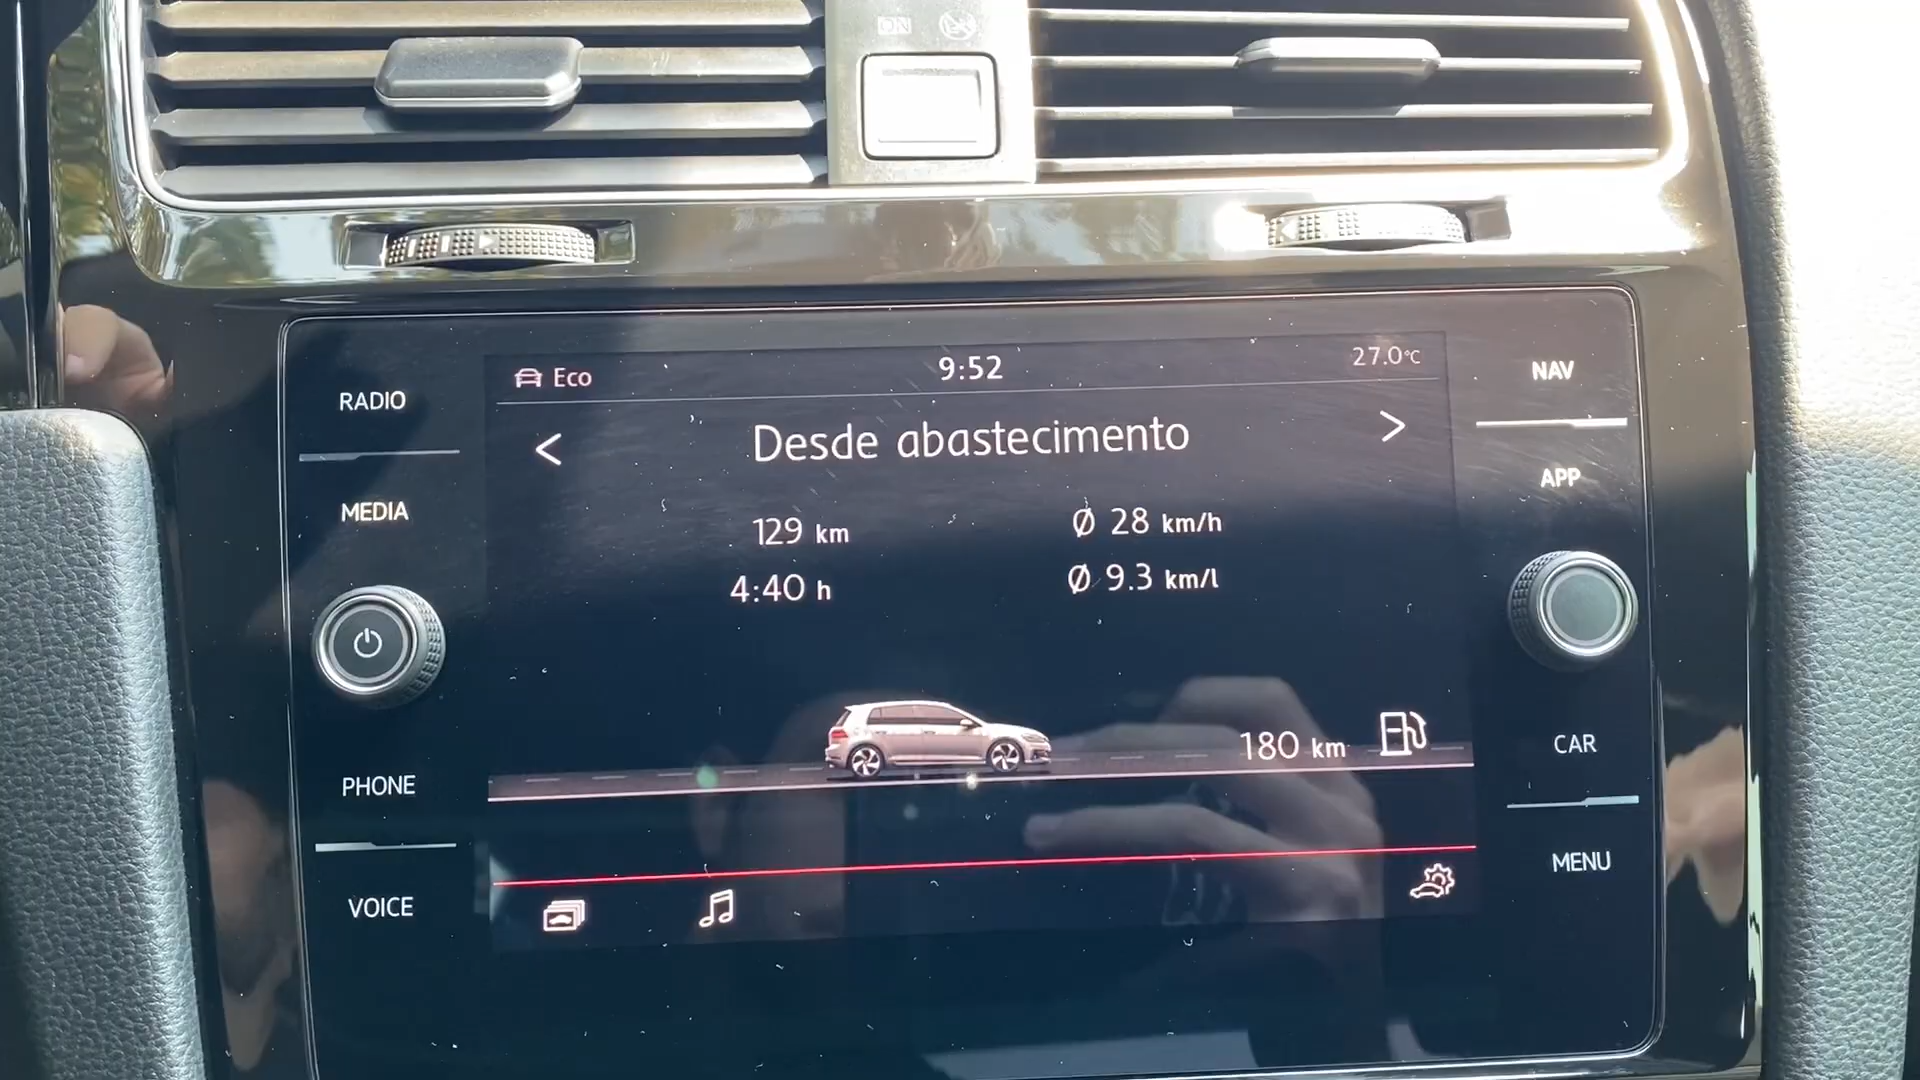 ON
RADIO
MEDIA
PHONE
VOICE
Eco
9:52
27.0°C
< Desde abastecimento >
129 km
Ø 28 km/h
4:40 h
Ø 9.3 km/l
180 km
NAV
APP
CAR
MENU